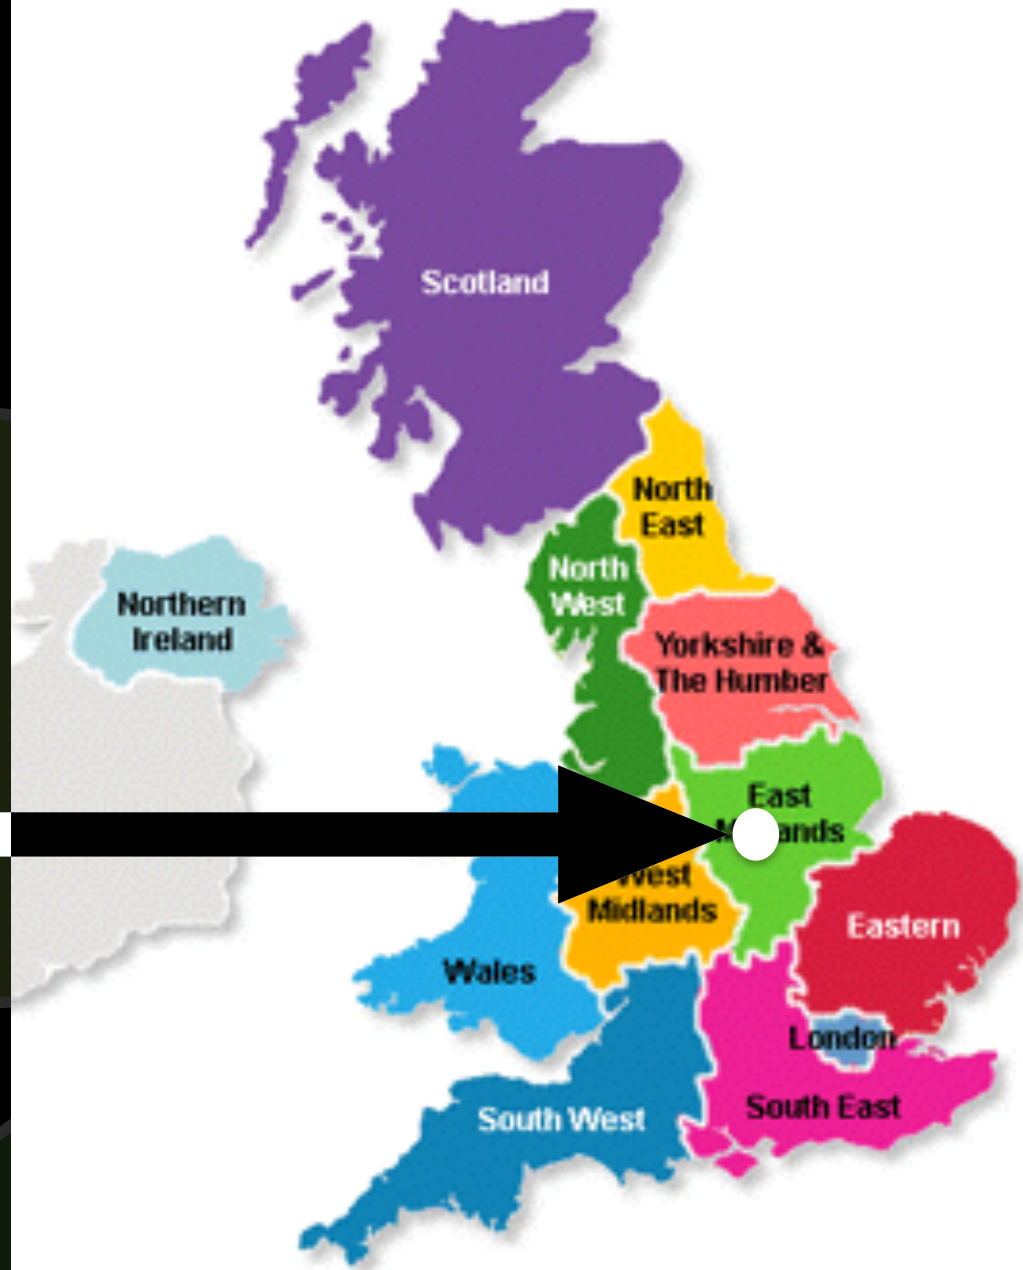 Scotland
North
East
North
West
Northern
Ireland
Yorkshire &
The Humber
East
West
Midlands
Eastern
Wales
London
South East
South West